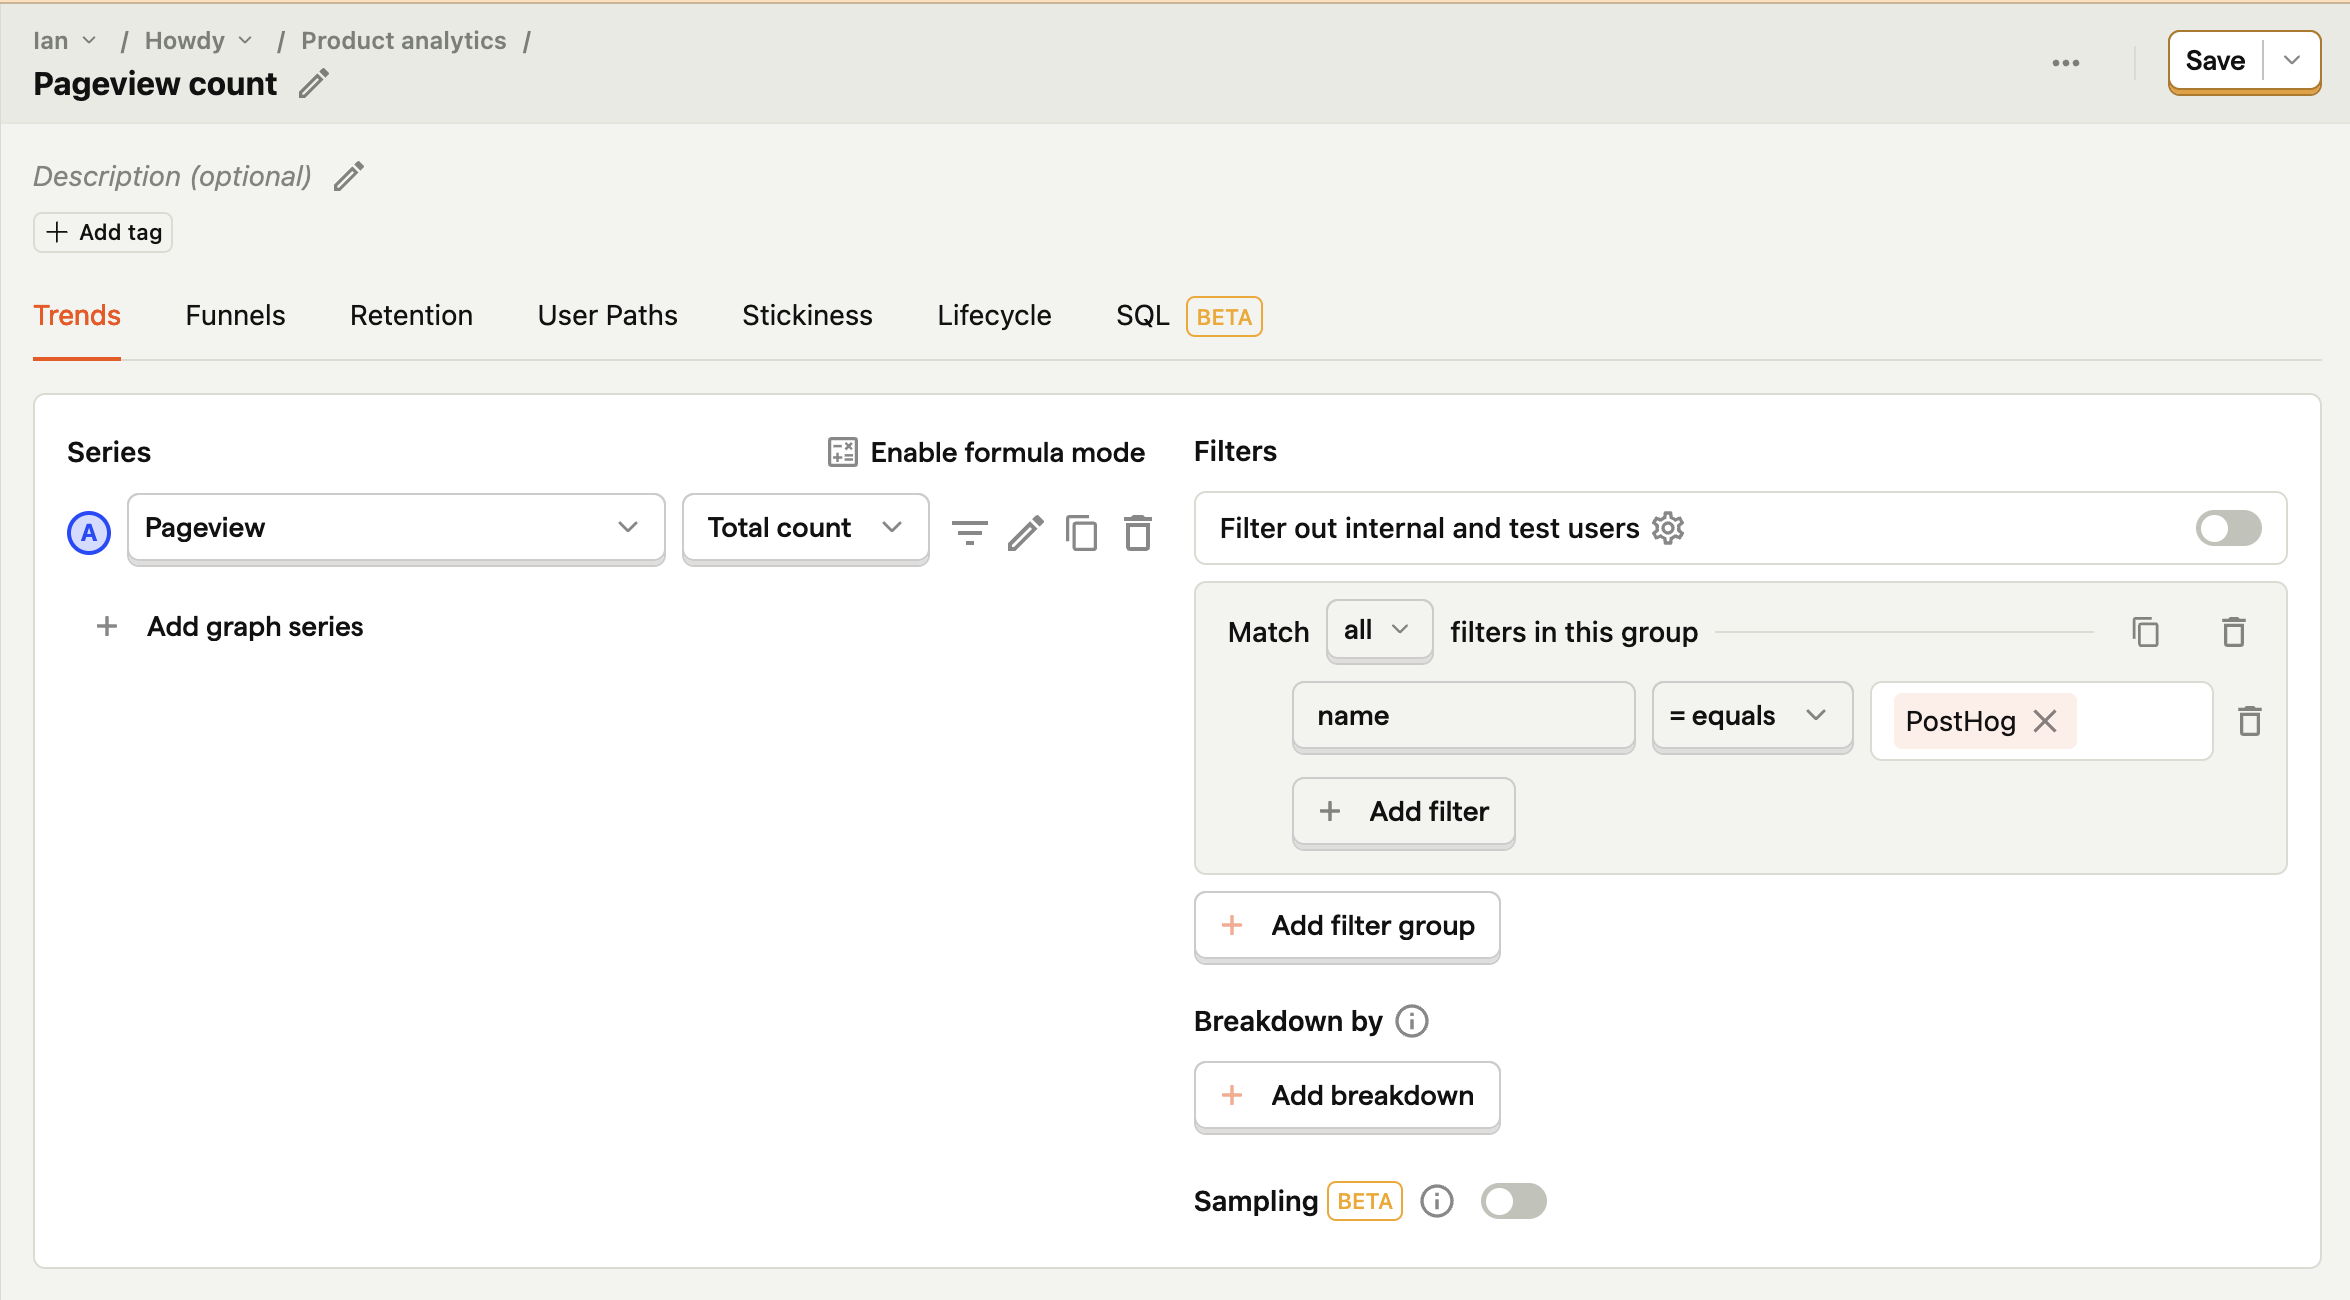 Ian / Howdy / Product analytics /
Pageview count
Save
Description (optional)
Add tag
Trends Funnels Retention User Paths Stickiness Lifecycle SQL BETA
Series
Enable formula mode
A Pageview Total count
Add graph series
Filters
Filter out internal and test users
Match all filters in this group
name = equals PostHog
Add filter
Add filter group
Breakdown by
Add breakdown
Sampling BETA